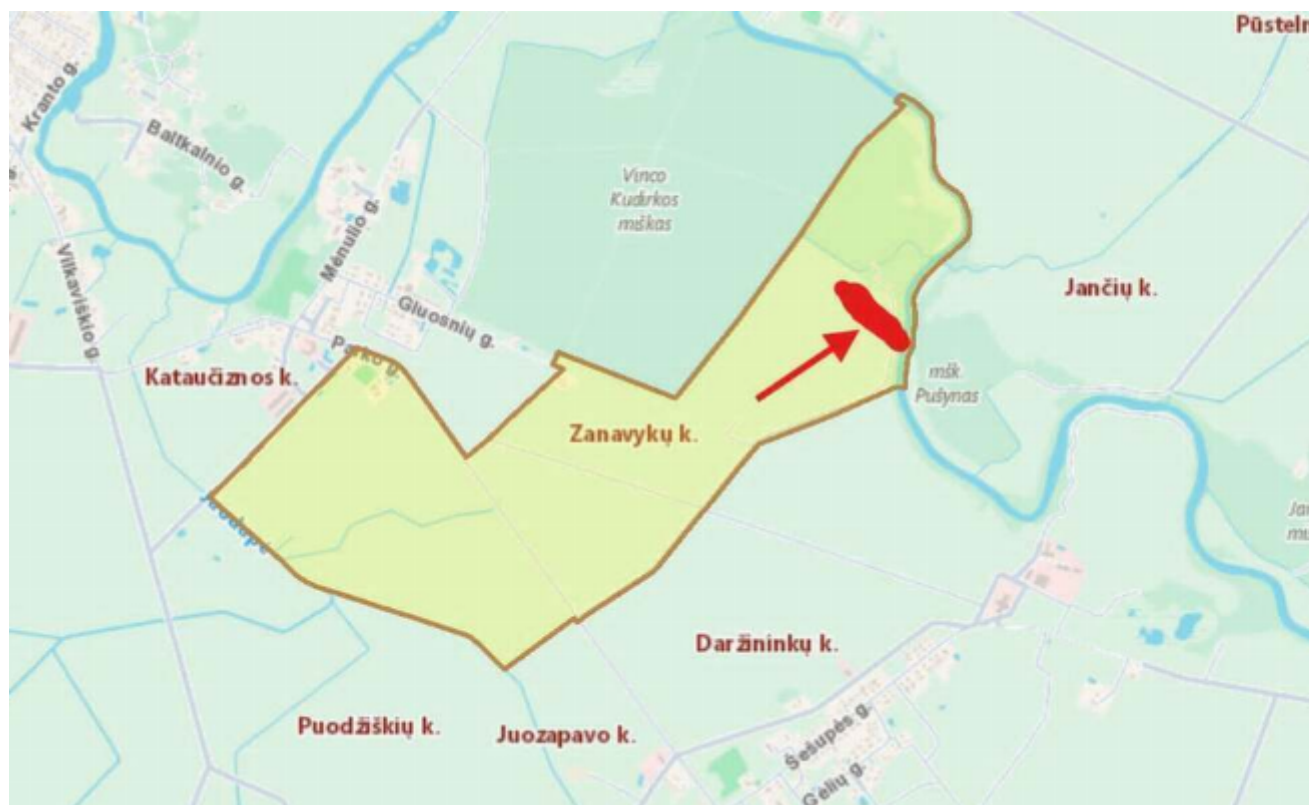 Pūsteln
Kranto g.
Baltkalnio g.
Vinco
Kudirkos
miškas
Mėnulio g.
Vilkaviškio g.
Jančių k.
Gluosnių g.
Parko g.
Kataučiznos k.
mšk.
Pušynas
Zanavykų k.
Juodupė
Daržininkų k.
Puodžiškių k.
Juozapavo k.
Šešupės g.
Gėlių g.